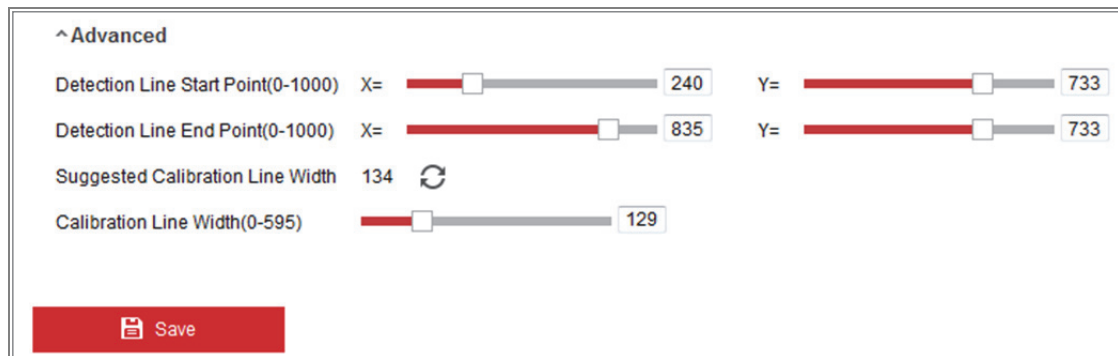 ^Advanced
Detection Line Start Point(0-1000) X= 240 Y= 733
Detection Line End Point(0-1000) X= 835 Y= 733
Suggested Calibration Line Width 134
Calibration Line Width(0-595) 129
Save